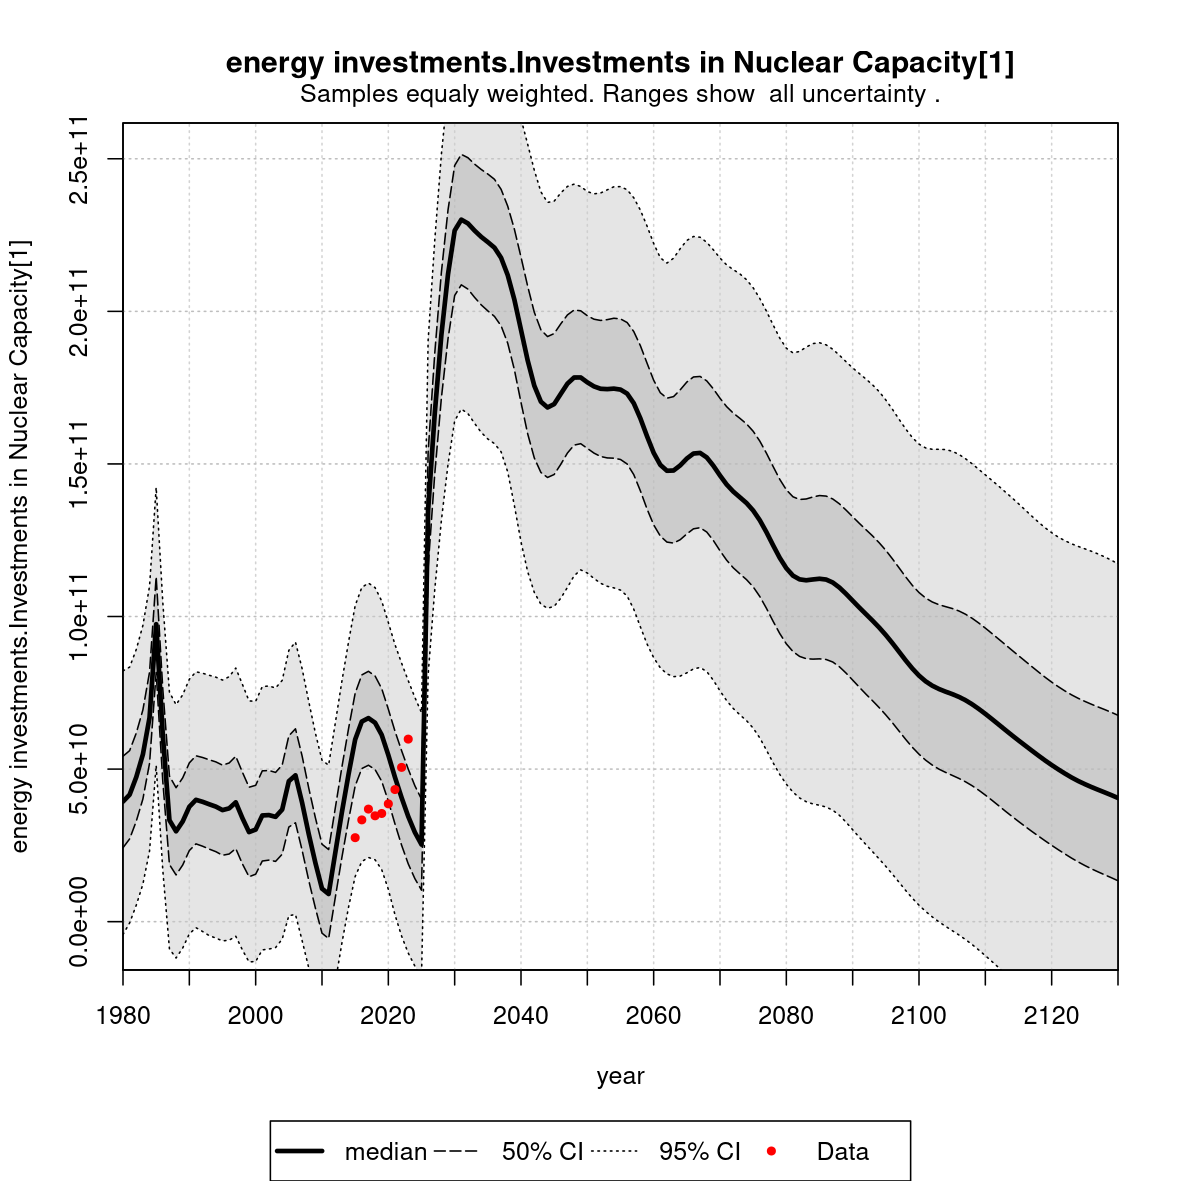 energy investments.Investments in Nuclear Capacity[1]
Samples equaly weighted. Ranges show  all uncertainty .
energy investments.Investments in Nuclear Capacity[1]
2.5e+11
2.0e+11
1.5e+11
1.0e+11
5.0e+10
0.0e+00
1980 2000 2020 2040 2060 2080 2100 2120
year
median 50% CI 95% CI Data